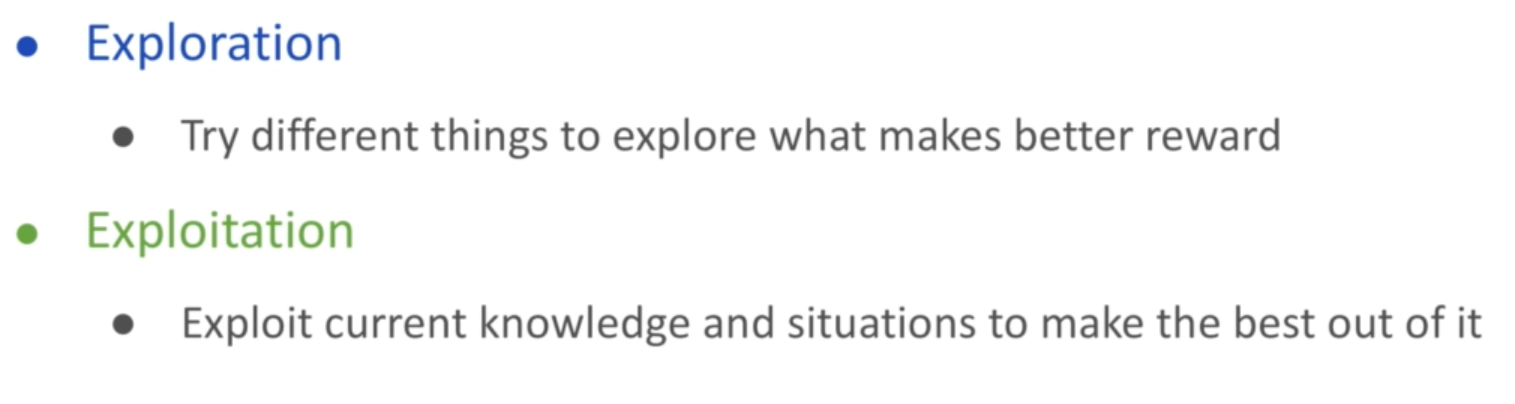 ● Exploration
● Try different things to explore what makes better reward
● Exploitation
● Exploit current knowledge and situations to make the best out of it